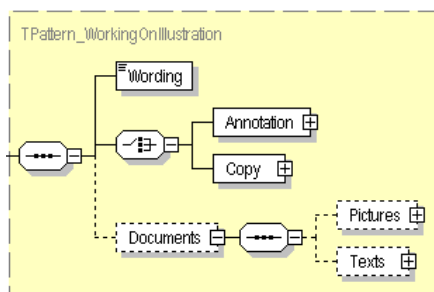 TPattern_WorkingOnIllustration
Wording
Annotation
Copy
Documents
Pictures
Texts